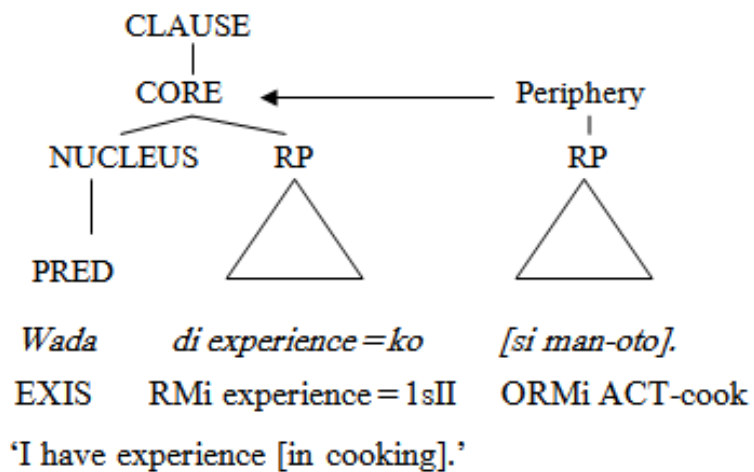 CLAUSE
CORE Periphery
NUCLEUS RP RP
PRED
Wada di experience=ko [si man-oto].
EXIS RMi experience=1sII ORMi ACT-cook
‘I have experience [in cooking].’